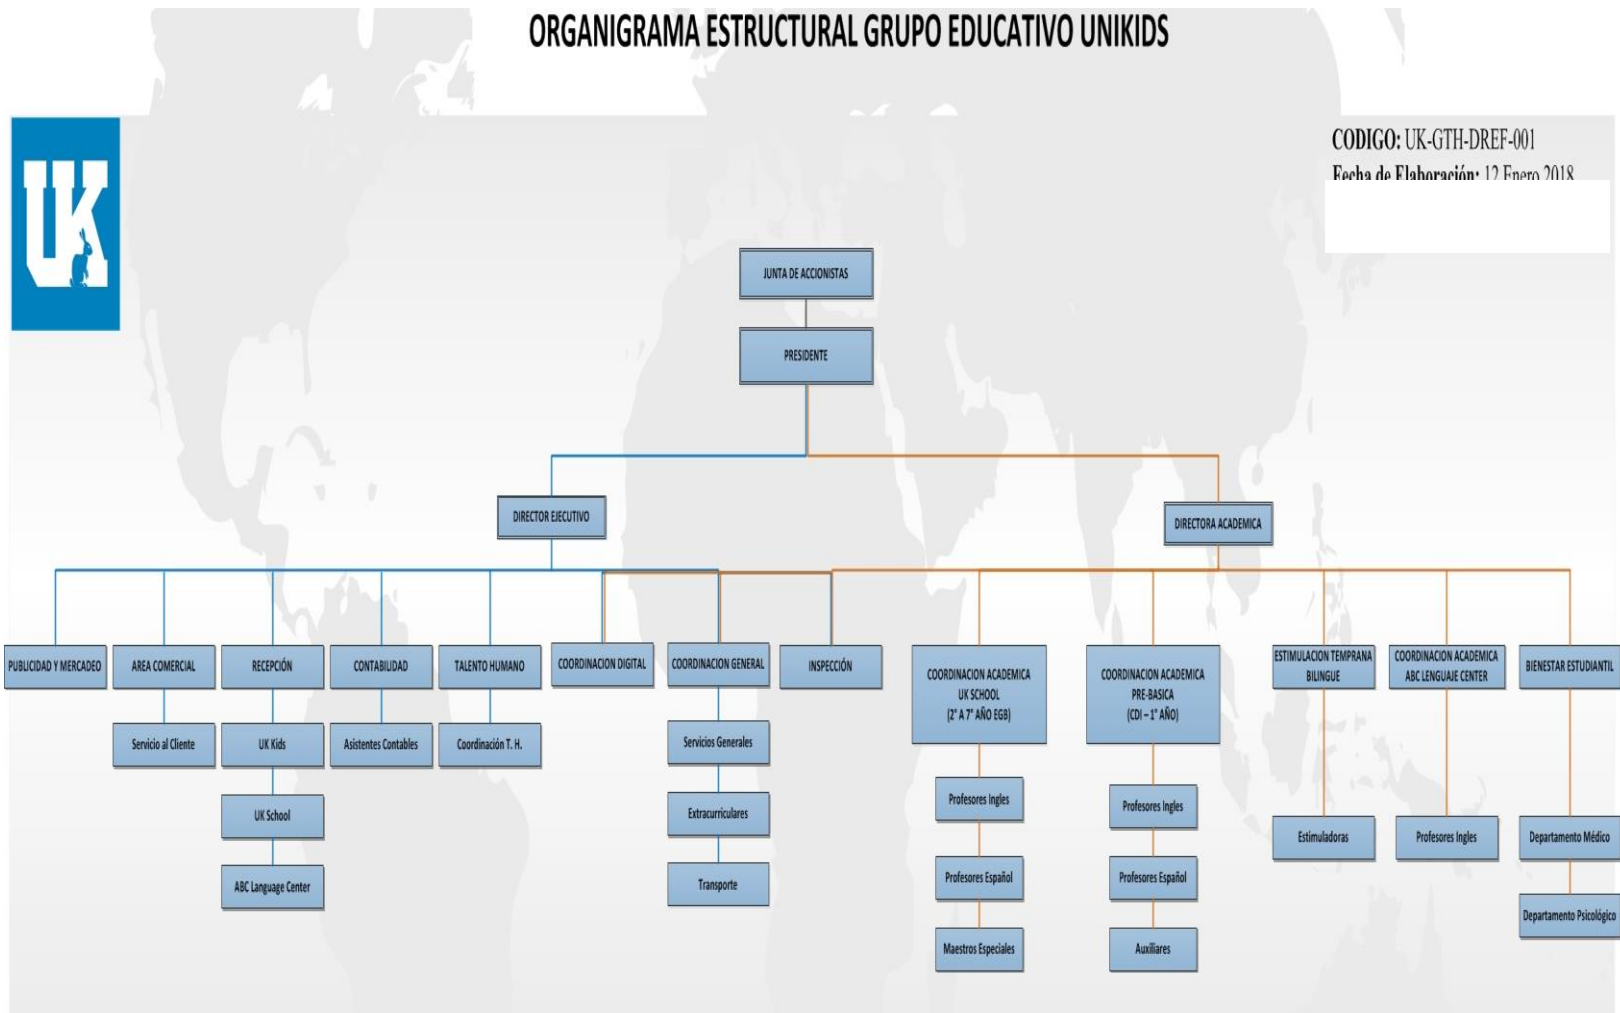 ORGANIGRAMA ESTRUCTURAL GRUPO EDUCATIVO UNIKIDS
UK
CODIGO: UK-GTH-DREF-001
Fecha de Elaboración: 12 Enero 2018
JUNTA DE ACCIONISTAS
PRESIDENTE
DIRECTOR EJECUTIVO
DIRECTORA ACADEMICA
PUBLICIDAD Y MERCADEO
AREA COMERCIAL
Servicio al Cliente
RECEPCIÓN
UK Kids
UK School
ABC Language Center
CONTABILIDAD
Asistentes Contables
TALENTO HUMANO
Coordinación T. H.
COORDINACION DIGITAL
COORDINACION GENERAL
Servicios Generales
Extracurriculares
Transporte
INSPECCIÓN
COORDINACION ACADEMICA
UK SCHOOL
(2° A 7° AÑO EGB)
Profesores Ingles
Profesores Español
Maestros Especiales
COORDINACION ACADEMICA
PRE-BASICA
(CDI – 1° AÑO)
Profesores Ingles
Profesores Español
Auxiliares
ESTIMULACION TEMPRANA
BILINGUE
Estimuladoras
COORDINACION ACADEMICA
ABC LENGUAJE CENTER
Profesores Ingles
BIENESTAR ESTUDIANTIL
Departamento Médico
Departamento Psicológico